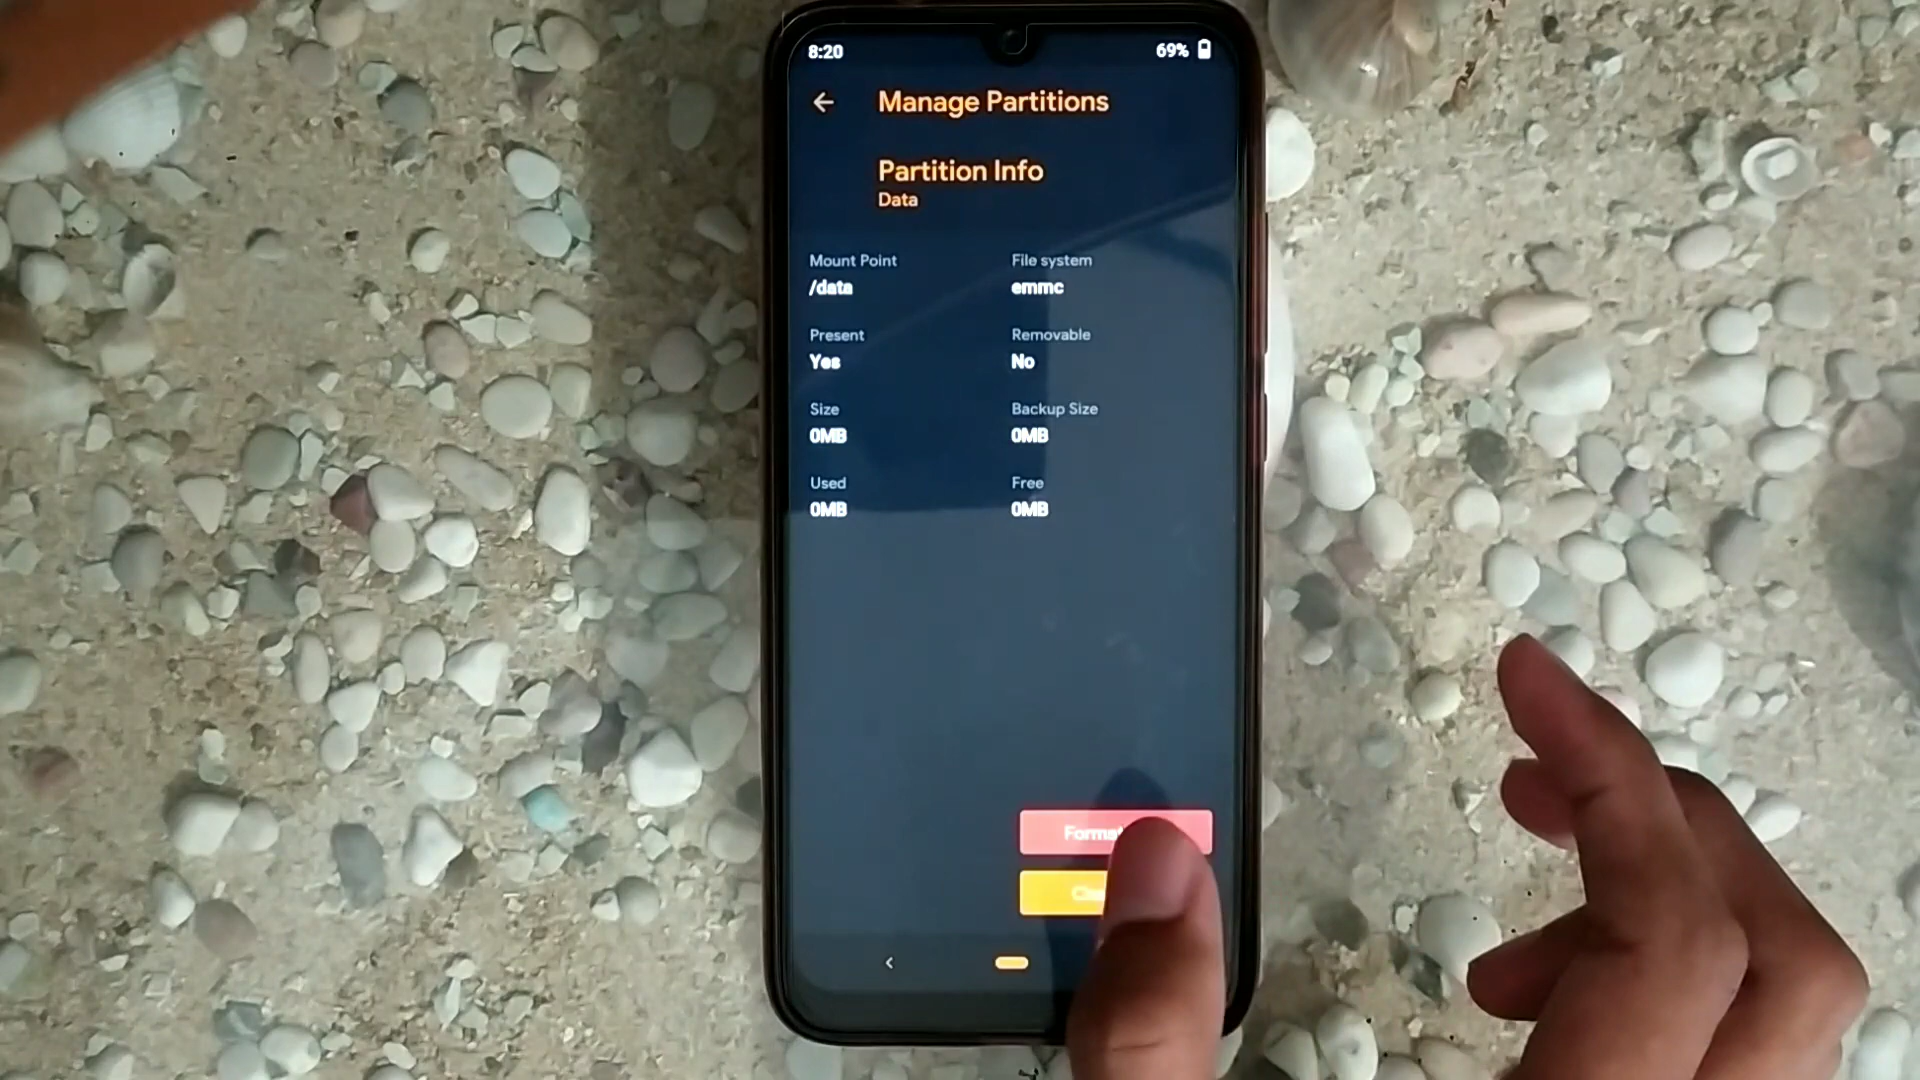 8:20
69%
Manage Partitions
Partition Info
Data
Mount Point
File system
/data
emmc
Present
Removable
Yes
No
Size
Backup Size
0MB
0MB
Used
Free
0MB
0MB